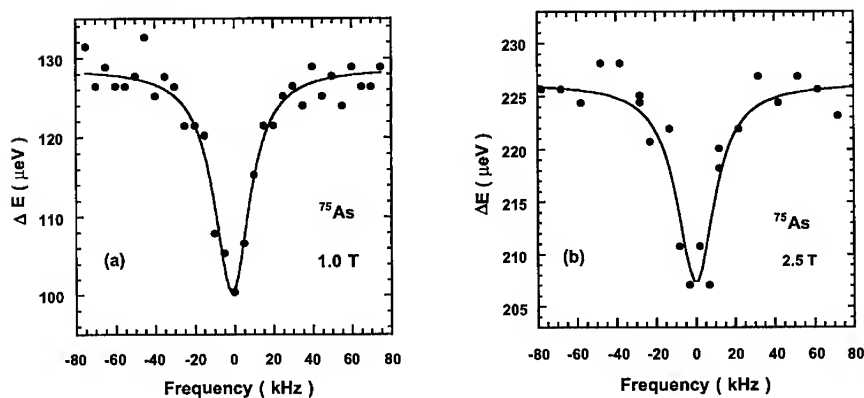 130
120
110
100
Δ E ( μeV )
(a)
⁷⁵As
1.0 T
-80 -60 -40 -20 0 20 40 60 80
Frequency ( kHz )
230
225
220
215
210
205
ΔE ( μeV )
(b)
⁷⁵As
2.5 T
-80 -60 -40 -20 0 20 40 60 80
Frequency ( kHz )